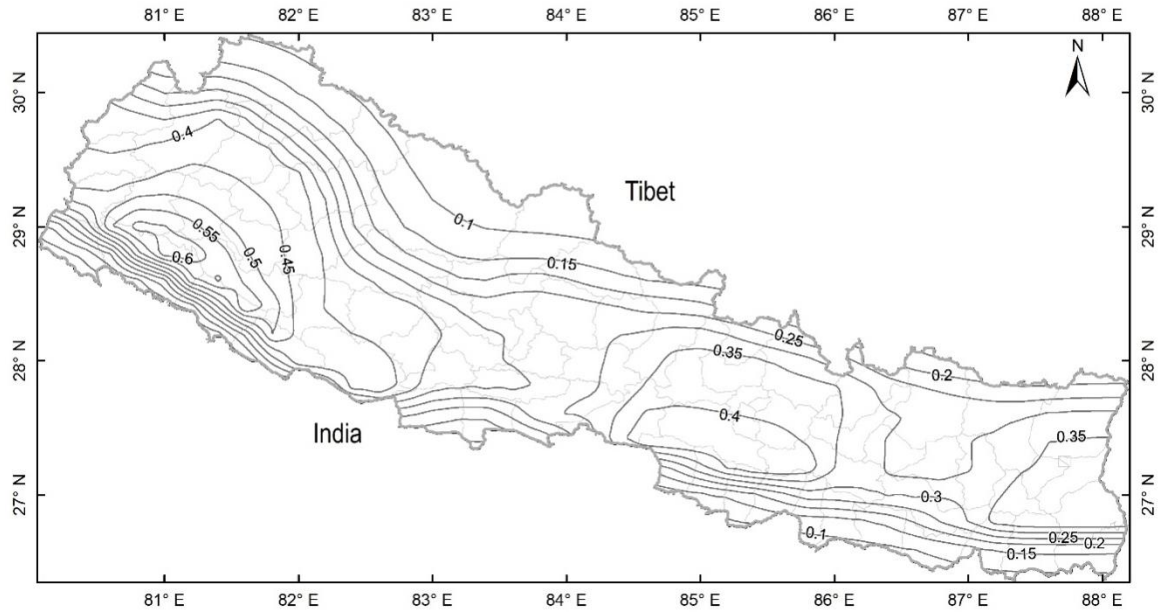 81° E 82° E 83° E 84° E 85° E 86° E 87° E 88° E
N
30° N 30° N
0.4
Tibet
0.1
29° N 29° N
0.55
0.5
0.45
0.6
0.15
0.25
0.35
28° N 28° N
0.2
0.4
India
0.35
27° N 27° N
0.3
0.1
0.25
0.2
0.15
81° E 82° E 83° E 84° E 85° E 86° E 87° E 88° E